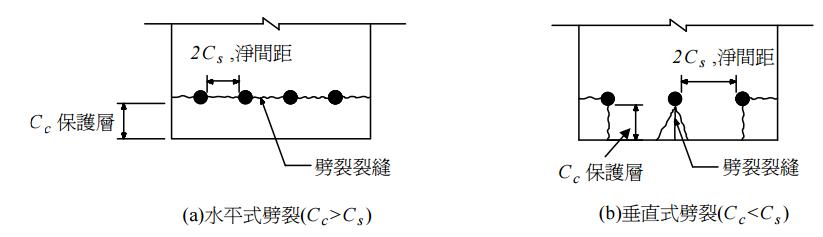 2Cs ,淨間距
Cc 保護層
劈裂裂縫
(a)水平式劈裂(Cc>Cs)
2Cs ,淨間距
Cc 保護層
劈裂裂縫
(b)垂直式劈裂(Cc<Cs)